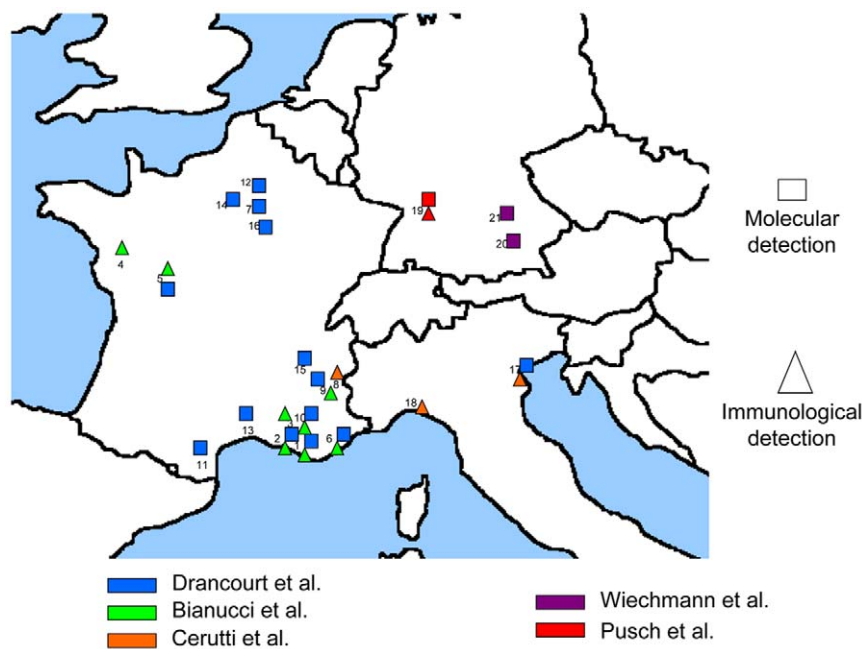 12
14
7
16
19
21
20
4
5
15
9
8
17
18
10
3
13
2
1
6
11
Molecular
detection
Immunological
detection
Drancourt et al.
Bianucci et al.
Cerutti et al.
Wiechmann et al.
Pusch et al.